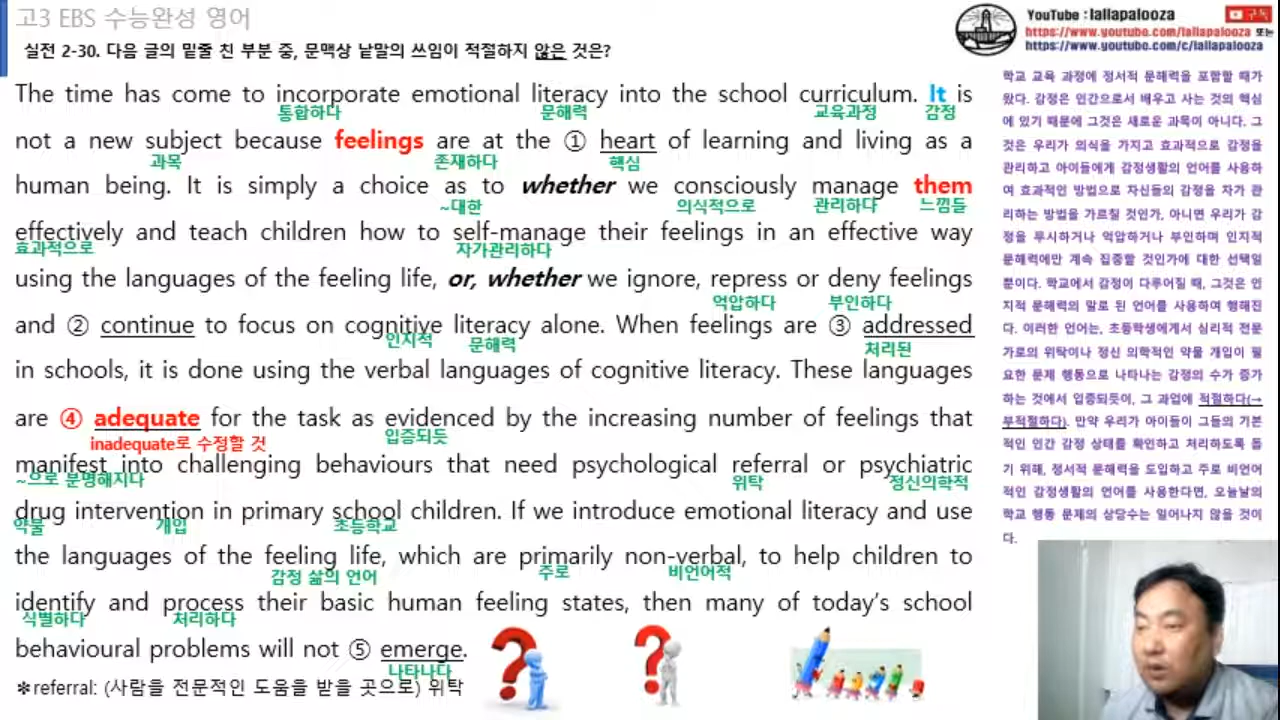 고3 EBS 수능완성 영어
실전 2-30. 다음 글의 밑줄 친 부분 중, 문맥상 낱말의 쓰임이 적절하지 않은 것은?
YouTube : lallapalooza
구독
https://www.youtube.com/lallapalooza 또는
https://www.youtube.com/c/lallapalooza
The time has come to incorporate emotional literacy into the school curriculum. It is
통합하다 문해력 교육과정 감정
not a new subject because feelings are at the ① heart of learning and living as a
과목 존재하다 핵심
human being. It is simply a choice as to whether we consciously manage them
~대한 의식적으로 관리하다 느낌들
effectively and teach children how to self-manage their feelings in an effective way
효과적으로 자가관리하다
using the languages of the feeling life, or, whether we ignore, repress or deny feelings
억압하다 부인하다
and ② continue to focus on cognitive literacy alone. When feelings are ③ addressed
인지적 문해력 처리된
in schools, it is done using the verbal languages of cognitive literacy. These languages
are ④ adequate for the task as evidenced by the increasing number of feelings that
inadequate로 수정할 것 입증되듯
manifest into challenging behaviours that need psychological referral or psychiatric
~으로 분명해지다 위탁 정신의학적
drug intervention in primary school children. If we introduce emotional literacy and use
약물 개입 초등학교
the languages of the feeling life, which are primarily non-verbal, to help children to
감정 삶의 언어 주로 비언어적
identify and process their basic human feeling states, then many of today's school
식별하다 처리하다
behavioural problems will not ⑤ emerge.
나타나다
✻referral: (사람을 전문적인 도움을 받을 곳으로) 위탁
학교 교육 과정에 정서적 문해력을 포함할 때가
왔다. 감정은 인간으로서 배우고 사는 것의 핵심
에 있기 때문에 그것은 새로운 과목이 아니다. 그
것은 우리가 의식을 가지고 효과적으로 감정을
관리하고 아이들에게 감정생활의 언어를 사용하
여 효과적인 방법으로 자신들의 감정을 자가 관
리하는 방법을 가르칠 것인가, 아니면 우리가 감
정을 무시하거나 억압하거나 부인하며 인지적
문해력에만 계속 집중할 것인가에 대한 선택일
뿐이다. 학교에서 감정이 다루어질 때, 그것은 인
지적 문해력의 말로 된 언어를 사용하여 행해진
다. 이러한 언어는, 초등학생에게서 심리적 전문
가로의 위탁이나 정신 의학적인 약물 개입이 필
요한 문제 행동으로 나타나는 감정의 수가 증가
하는 것에서 입증되듯이, 그 과업에 적절하다(→
부적절하다). 만약 우리가 아이들이 그들의 기본
적인 인간 감정 상태를 확인하고 처리하도록 돕
기 위해, 정서적 문해력을 도입하고 주로 비언어
적인 감정생활의 언어를 사용한다면, 오늘날의
학교 행동 문제의 상당수는 일어나지 않을 것이
다.